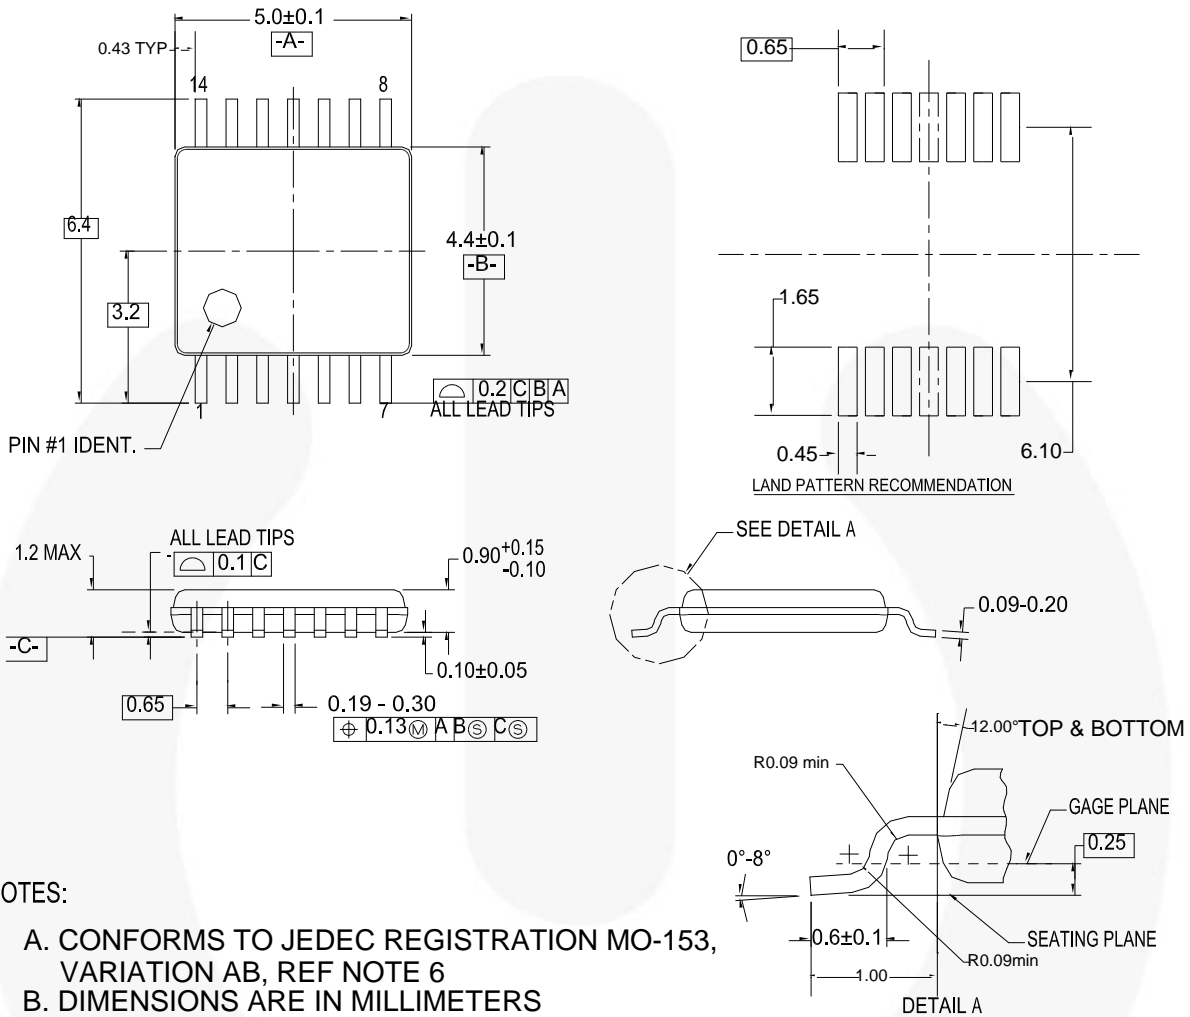 5.0±0.1
-A-
0.43 TYP
14
8
6.4
3.2
4.4±0.1
-B-
0.2 C B A
ALL LEAD TIPS
1
7
PIN #1 IDENT.
0.65
1.65
0.45
6.10
LAND PATTERN RECOMMENDATION
ALL LEAD TIPS
0.1 C
1.2 MAX
0.90+0.15
-0.10
-C-
0.10±0.05
0.65
0.19 - 0.30
⌖ 0.13Ⓜ A BⓈ CⓈ
SEE DETAIL A
0.09-0.20
12.00° TOP & BOTTOM
R0.09 min
GAGE PLANE
0.25
0°-8°
0.6±0.1
SEATING PLANE
R0.09min
1.00
DETAIL A
OTES:
A. CONFORMS TO JEDEC REGISTRATION MO-153,
VARIATION AB, REF NOTE 6
B. DIMENSIONS ARE IN MILLIMETERS